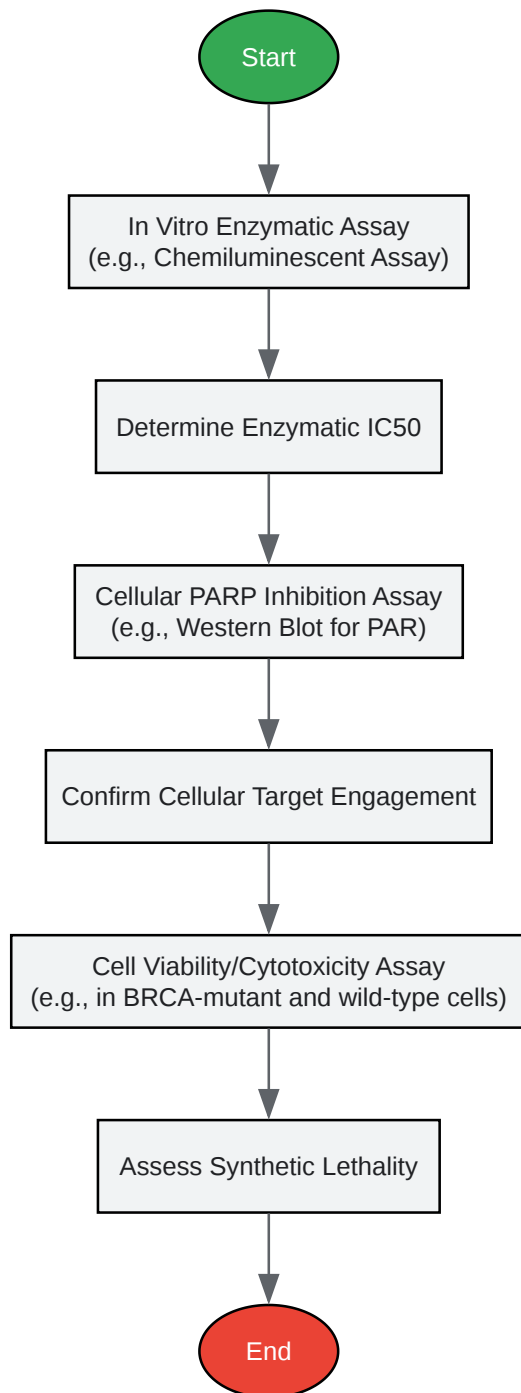 Start
In Vitro Enzymatic Assay
(e.g., Chemiluminescent Assay)
Determine Enzymatic IC50
Cellular PARP Inhibition Assay
(e.g., Western Blot for PAR)
Confirm Cellular Target Engagement
Cell Viability/Cytotoxicity Assay
(e.g., in BRCA-mutant and wild-type cells)
Assess Synthetic Lethality
End